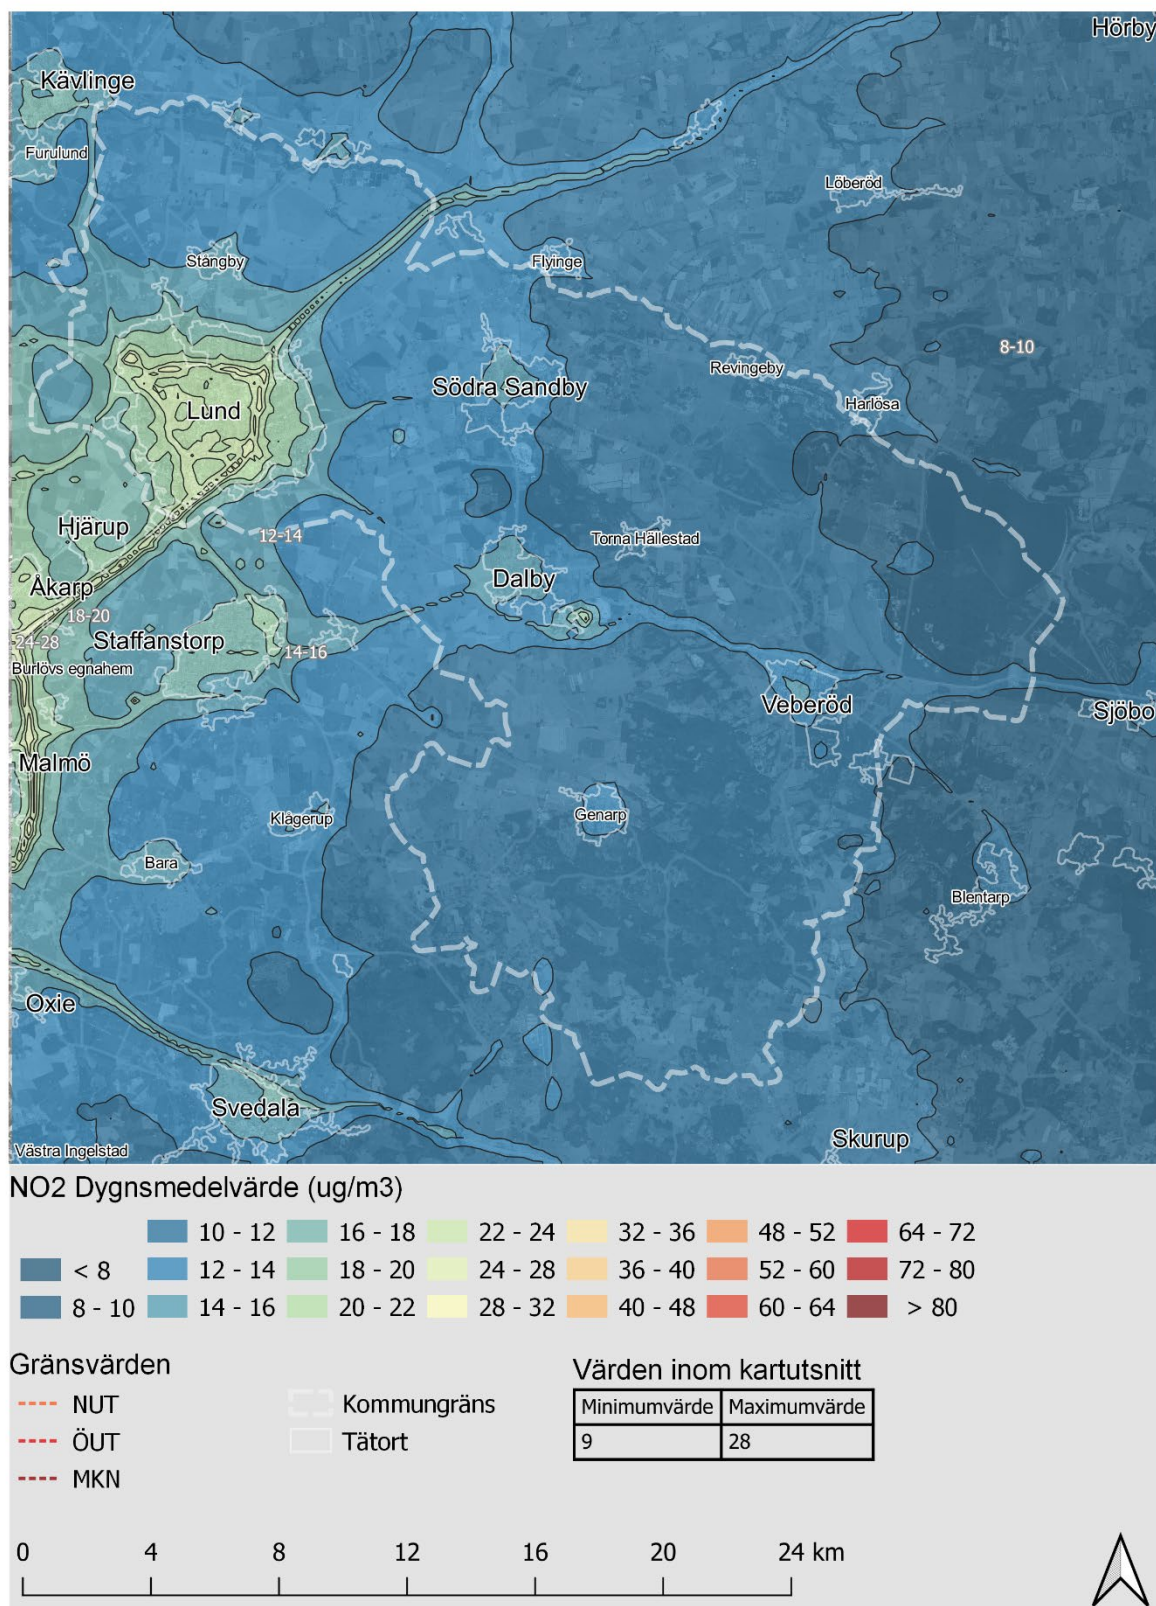 Hörby
Kävlinge
Furulund
Löberöd
Stångby
Flyinge
8-10
Revingeby
Södra Sandby
Harlösa
Lund
Hjärup
12-14
Torna Hällestad
Dalby
Åkarp
18-20
24-28
Staffanstorp
14-16
Burlövs egnahem
Veberöd
Sjöbo
Malmö
Klågerup
Genarp
Bara
Blentarp
Oxie
Svedala
Skurup
Västra Ingelstad
NO2 Dygnsmedelvärde (ug/m3)
10 - 12 16 - 18 22 - 24 32 - 36 48 - 52 64 - 72
< 8 12 - 14 18 - 20 24 - 28 36 - 40 52 - 60 72 - 80
8 - 10 14 - 16 20 - 22 28 - 32 40 - 48 60 - 64 > 80
Gränsvärden
NUT
ÖUT
MKN
Kommungräns
Tätort
Värden inom kartutsnitt
Minimumvärde Maximumvärde
9 28
0 4 8 12 16 20 24 km